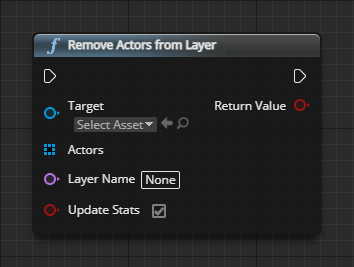 f Remove Actors from Layer
Target Return Value
Select Asset
Actors
Layer Name None
Update Stats